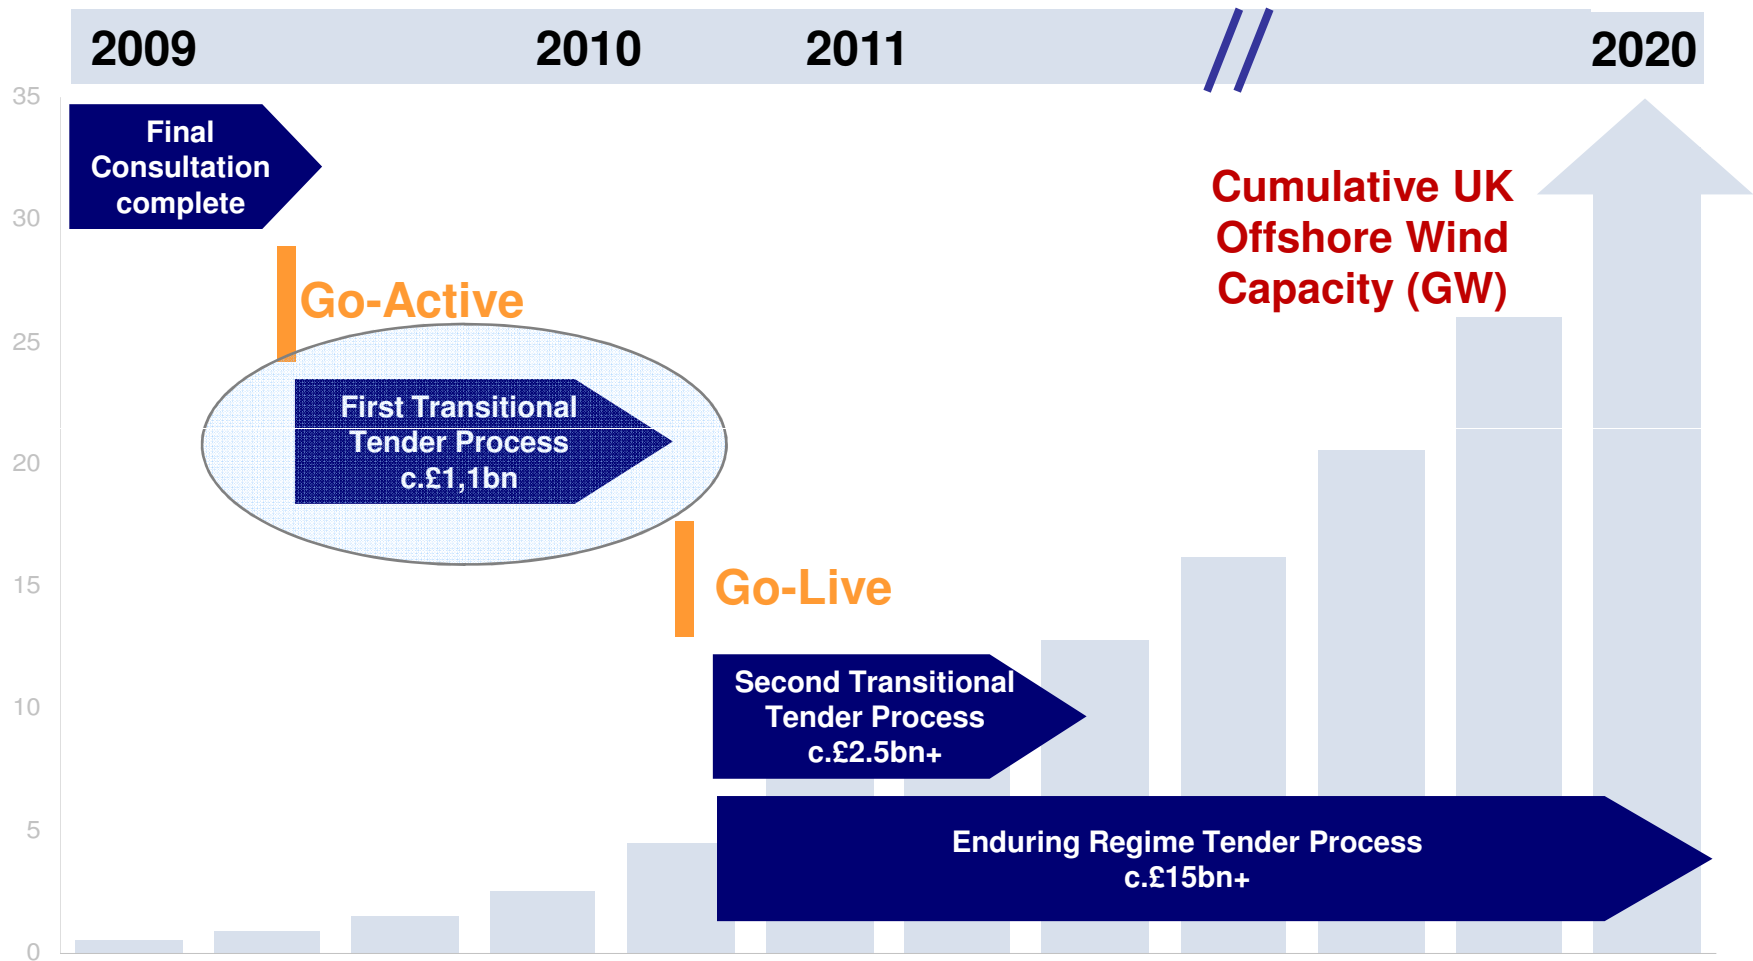 2009 2010 2011 2020
35
Final
Consultation
complete
30
Cumulative UK
Offshore Wind
Capacity (GW)
Go-Active
25
First Transitional
Tender Process
c.£1,1bn
20
15
Go-Live
Second Transitional
Tender Process
c.£2.5bn+
10
5
Enduring Regime Tender Process
c.£15bn+
0